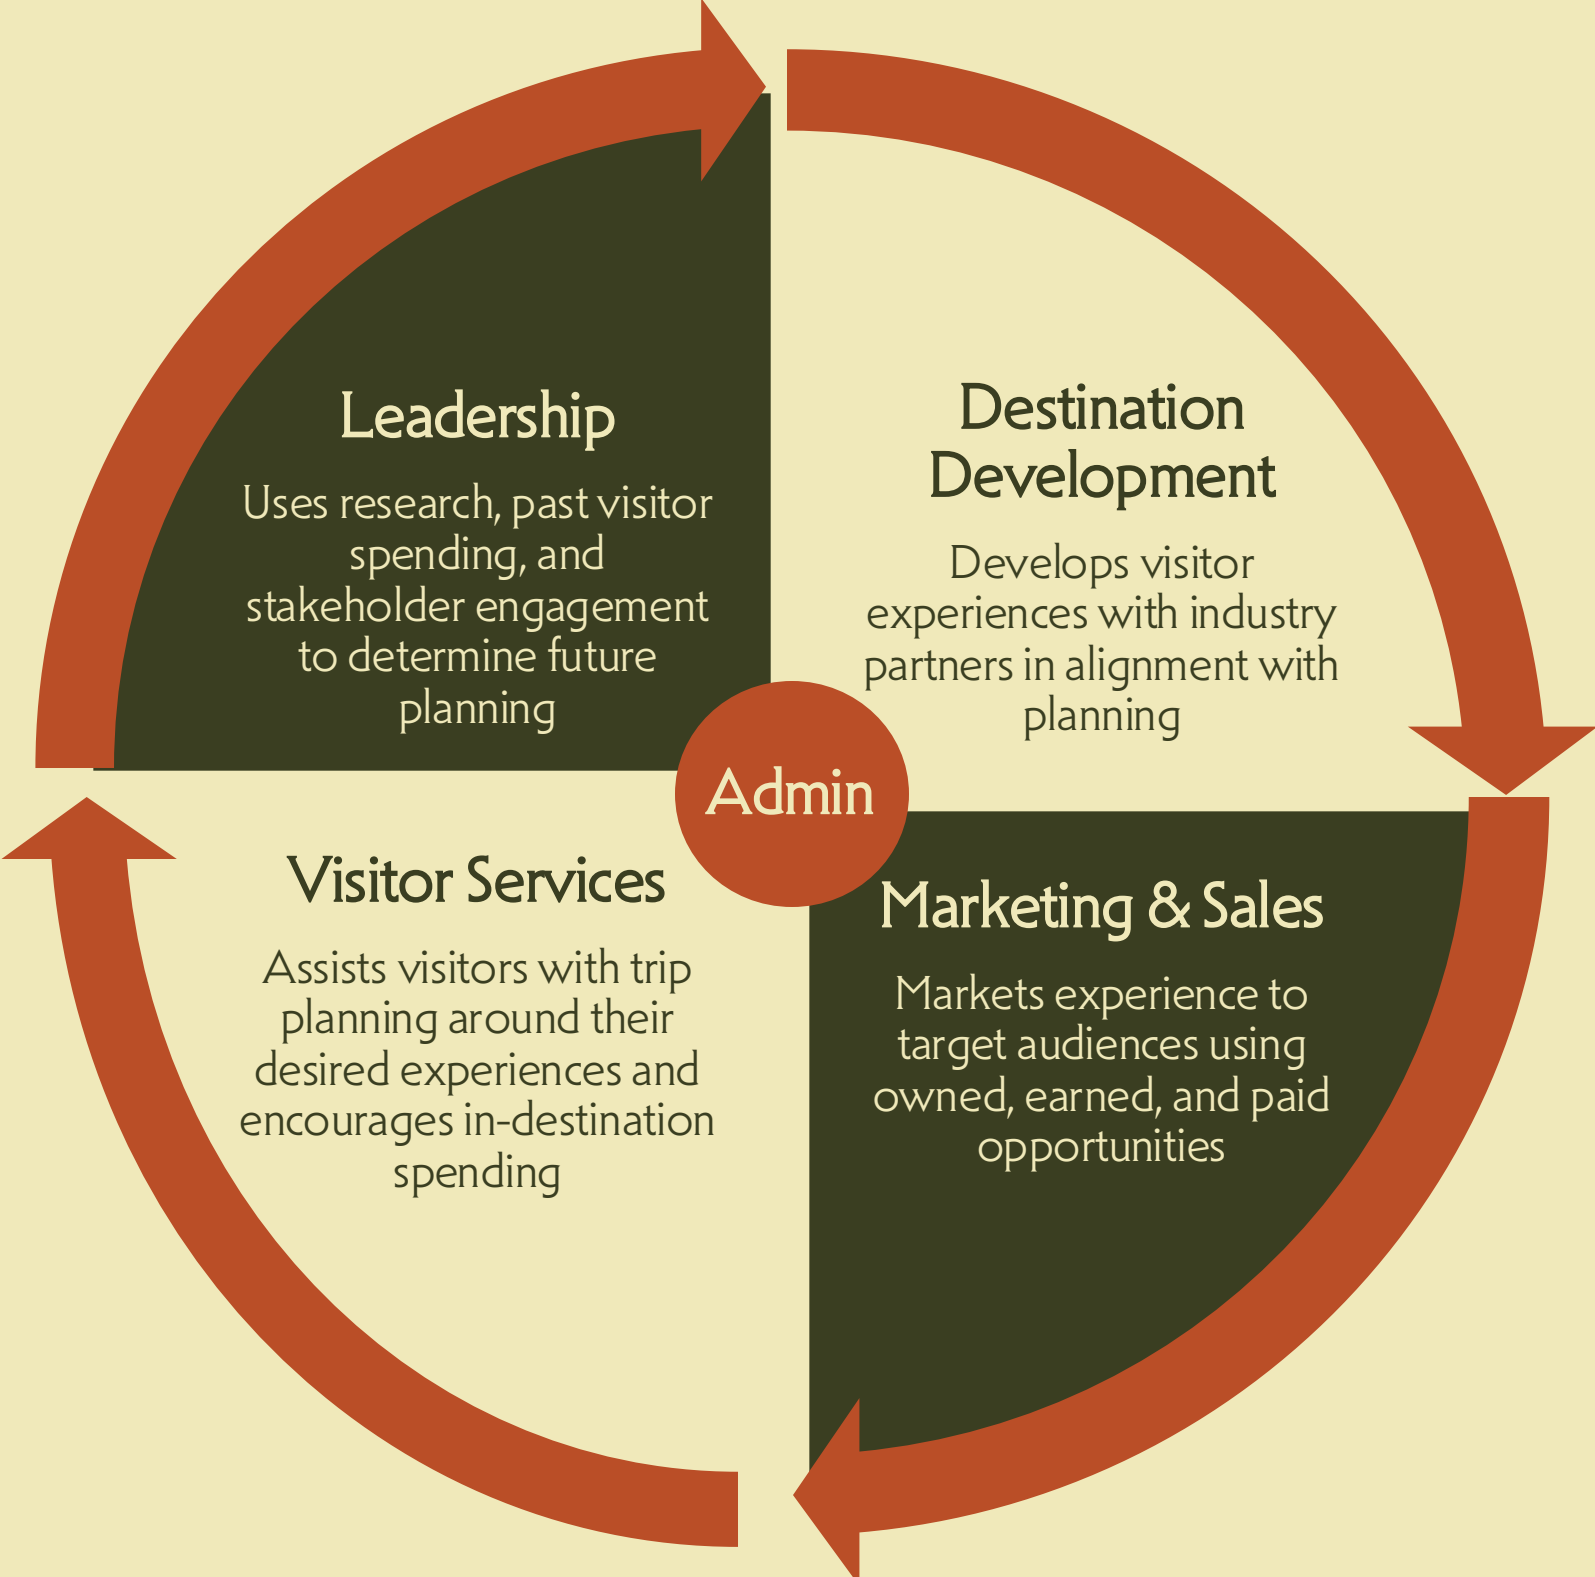 Leadership
Uses research, past visitor
spending, and
stakeholder engagement
to determine future
planning
Destination
Development
Develops visitor
experiences with industry
partners in alignment with
planning
Admin
Visitor Services
Assists visitors with trip
planning around their
desired experiences and
encourages in-destination
spending
Marketing & Sales
Markets experience to
target audiences using
owned, earned, and paid
opportunities